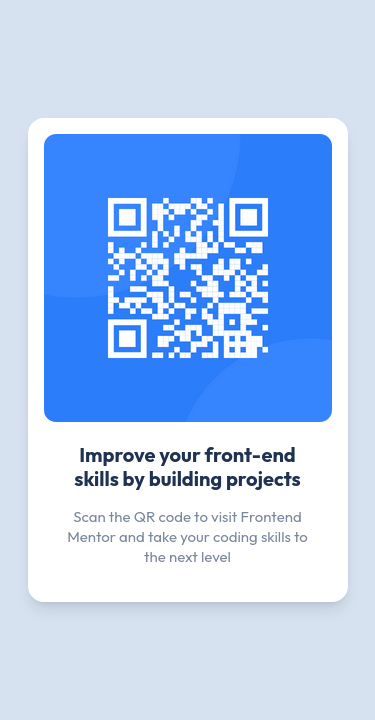 Improve your front-end
skills by building projects
Scan the QR code to visit Frontend
Mentor and take your coding skills to
the next level